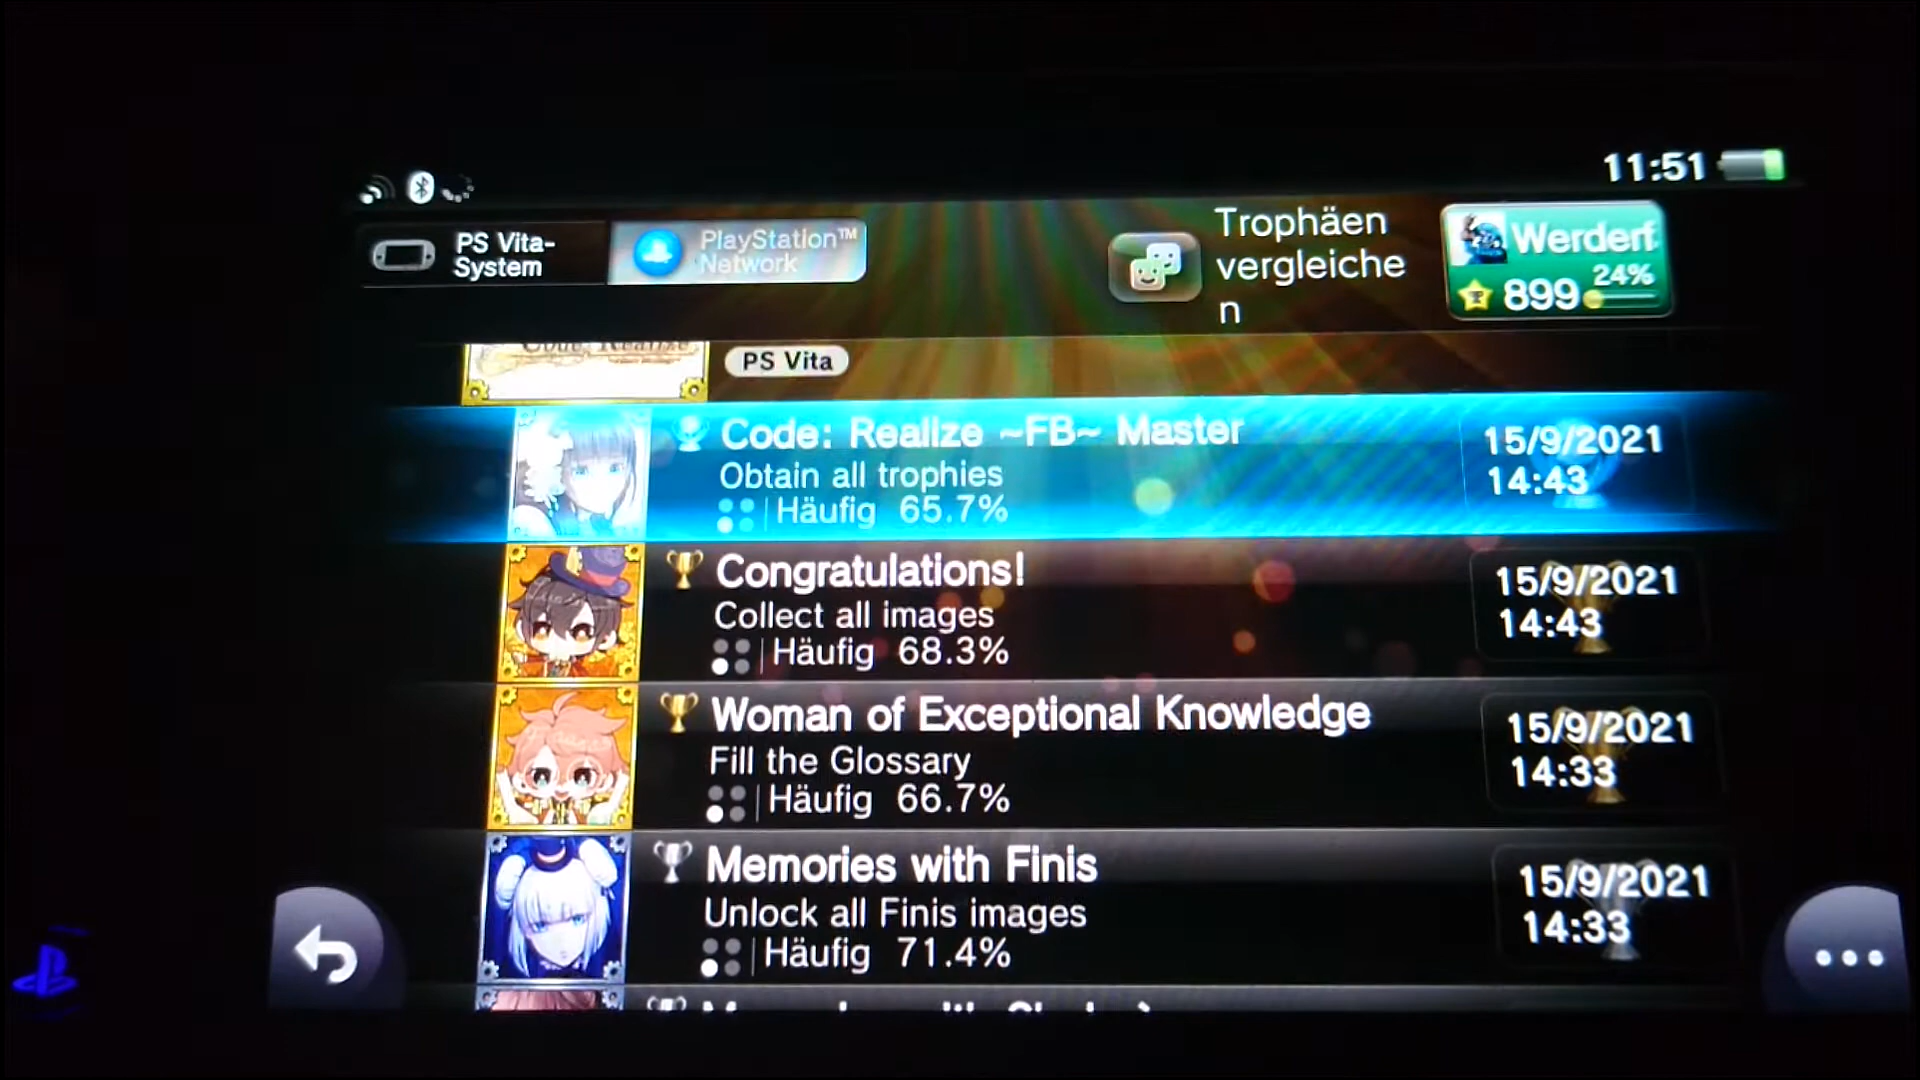 11:51
PS Vita-
System
PlayStation™
Network
Trophäen
vergleiche
n
Werderf
24%
899
Code: Realize
PS Vita
Code: Realize ~FB~ Master
Obtain all trophies
Häufig 65.7%
15/9/2021
14:43
Congratulations!
Collect all images
Häufig 68.3%
15/9/2021
14:43
Woman of Exceptional Knowledge
Fill the Glossary
Häufig 66.7%
15/9/2021
14:33
Memories with Finis
Unlock all Finis images
Häufig 71.4%
15/9/2021
14:33